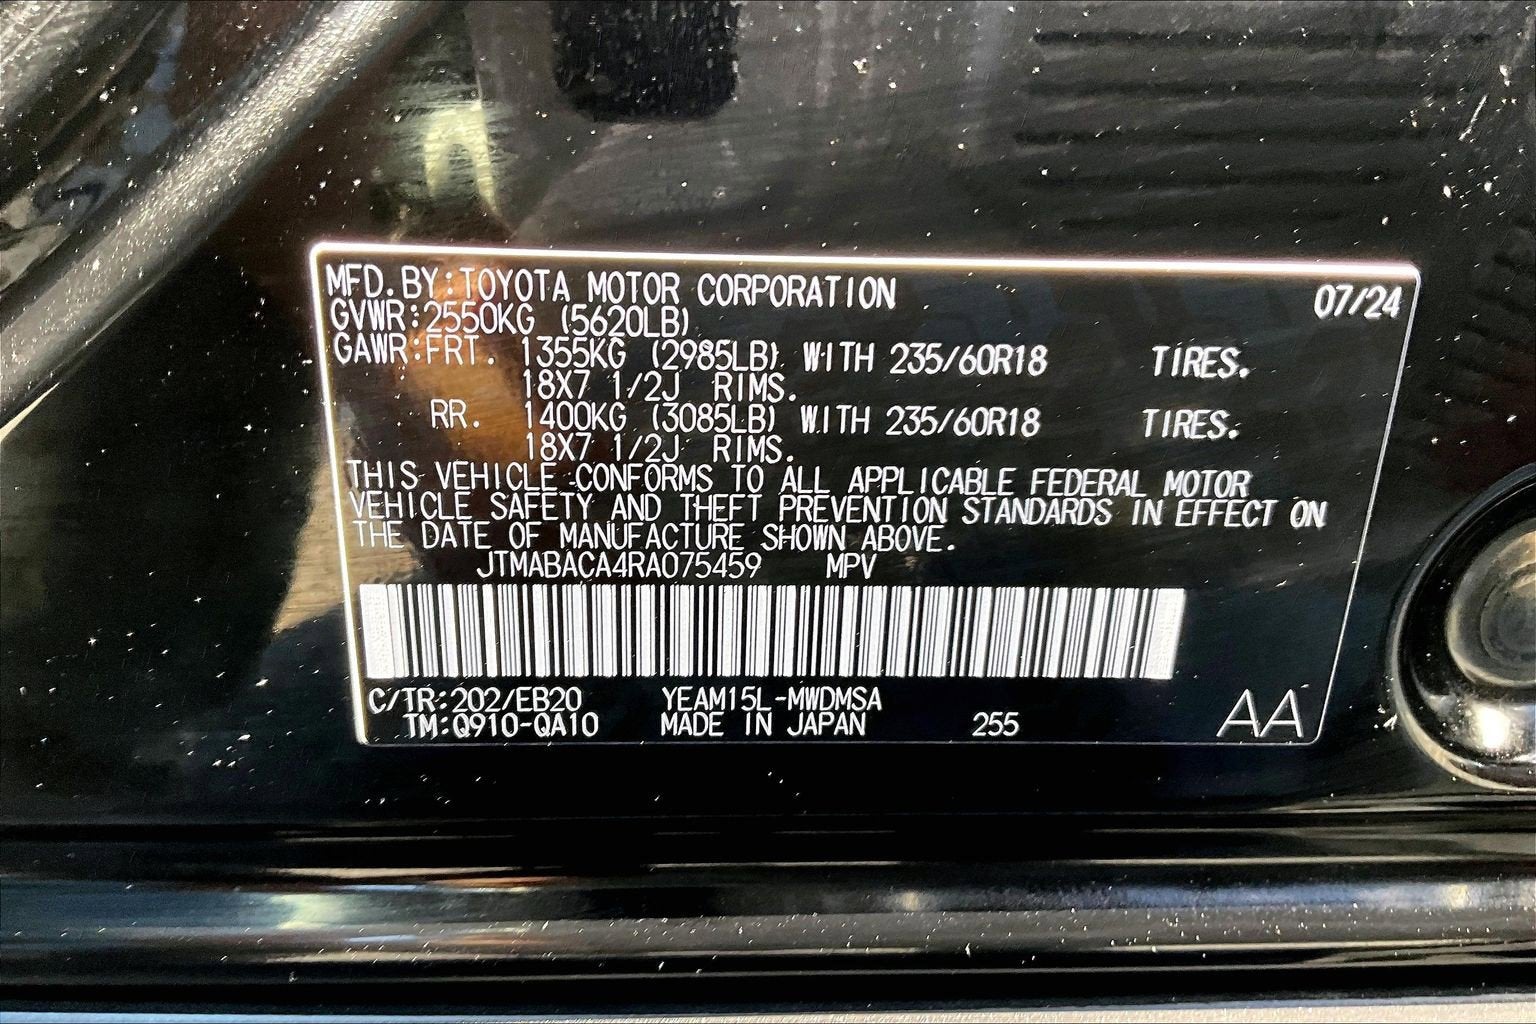 MFD.BY:TOYOTA MOTOR CORPORATION 07/24
GVWR:2550KG (5620LB)
GAWR:FRT. 1355KG (2985LB) WITH 235/60R18 TIRES.
18X7 1/2J RIMS.
RR. 1400KG (3085LB) WITH 235/60R18 TIRES.
18X7 1/2J RIMS.
THIS VEHICLE CONFORMS TO ALL APPLICABLE FEDERAL MOTOR
VEHICLE SAFETY AND THEFT PREVENTION STANDARDS IN EFFECT ON
THE DATE OF MANUFACTURE SHOWN ABOVE.
JTMABACA4RA075459 MPV
C/TR:202/EB20 YEAM15L-MWDMSA
TM:Q910-QA10 MADE IN JAPAN 255 AA